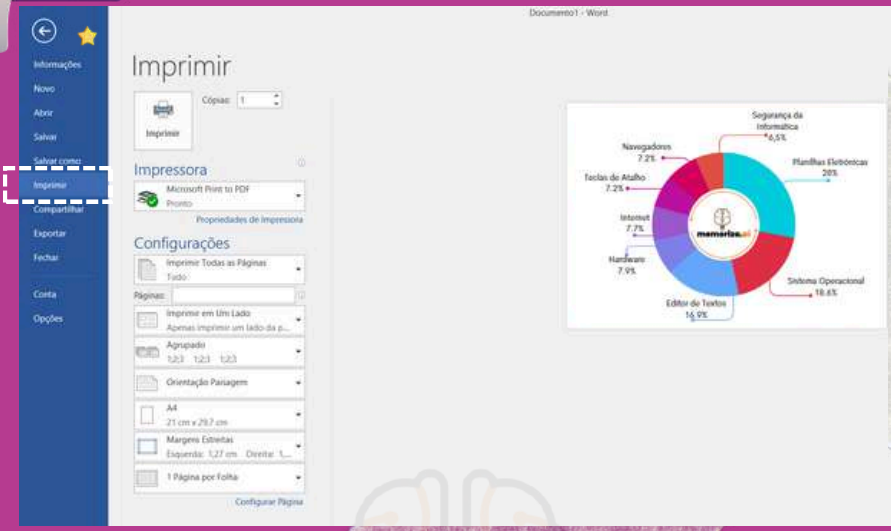 Documento1 - Word
Informações
Novo
Abrir
Salvar
Salvar como
Imprimir
Compartilhar
Exportar
Fechar
Conta
Opções
Imprimir
Cópias: 1
Imprimir
Impressora
Microsoft Print to PDF
Pronto
Propriedades de Impressora
Configurações
Imprimir Todas as Páginas
Tudo
Páginas:
Imprimir em Um Lado
Apenas imprimir um lado da p...
Agrupado
1;2;3 1;2;3 1;2;3
Orientação Paisagem
A4
21 cm x 29,7 cm
Margens Estreitas
Esquerda: 1,27 cm Direita: 1,...
1 Página por Folha
Configurar Página
Segurança da
Informática
6,5%
Navegadores
7.2%
Planilhas Eletrônicas
28%
Teclas de Atalho
7.2%
Internet
7.7%
memorize.ai
Hardware
7.9%
Sistema Operacional
18.6%
Editor de Textos
16.9%